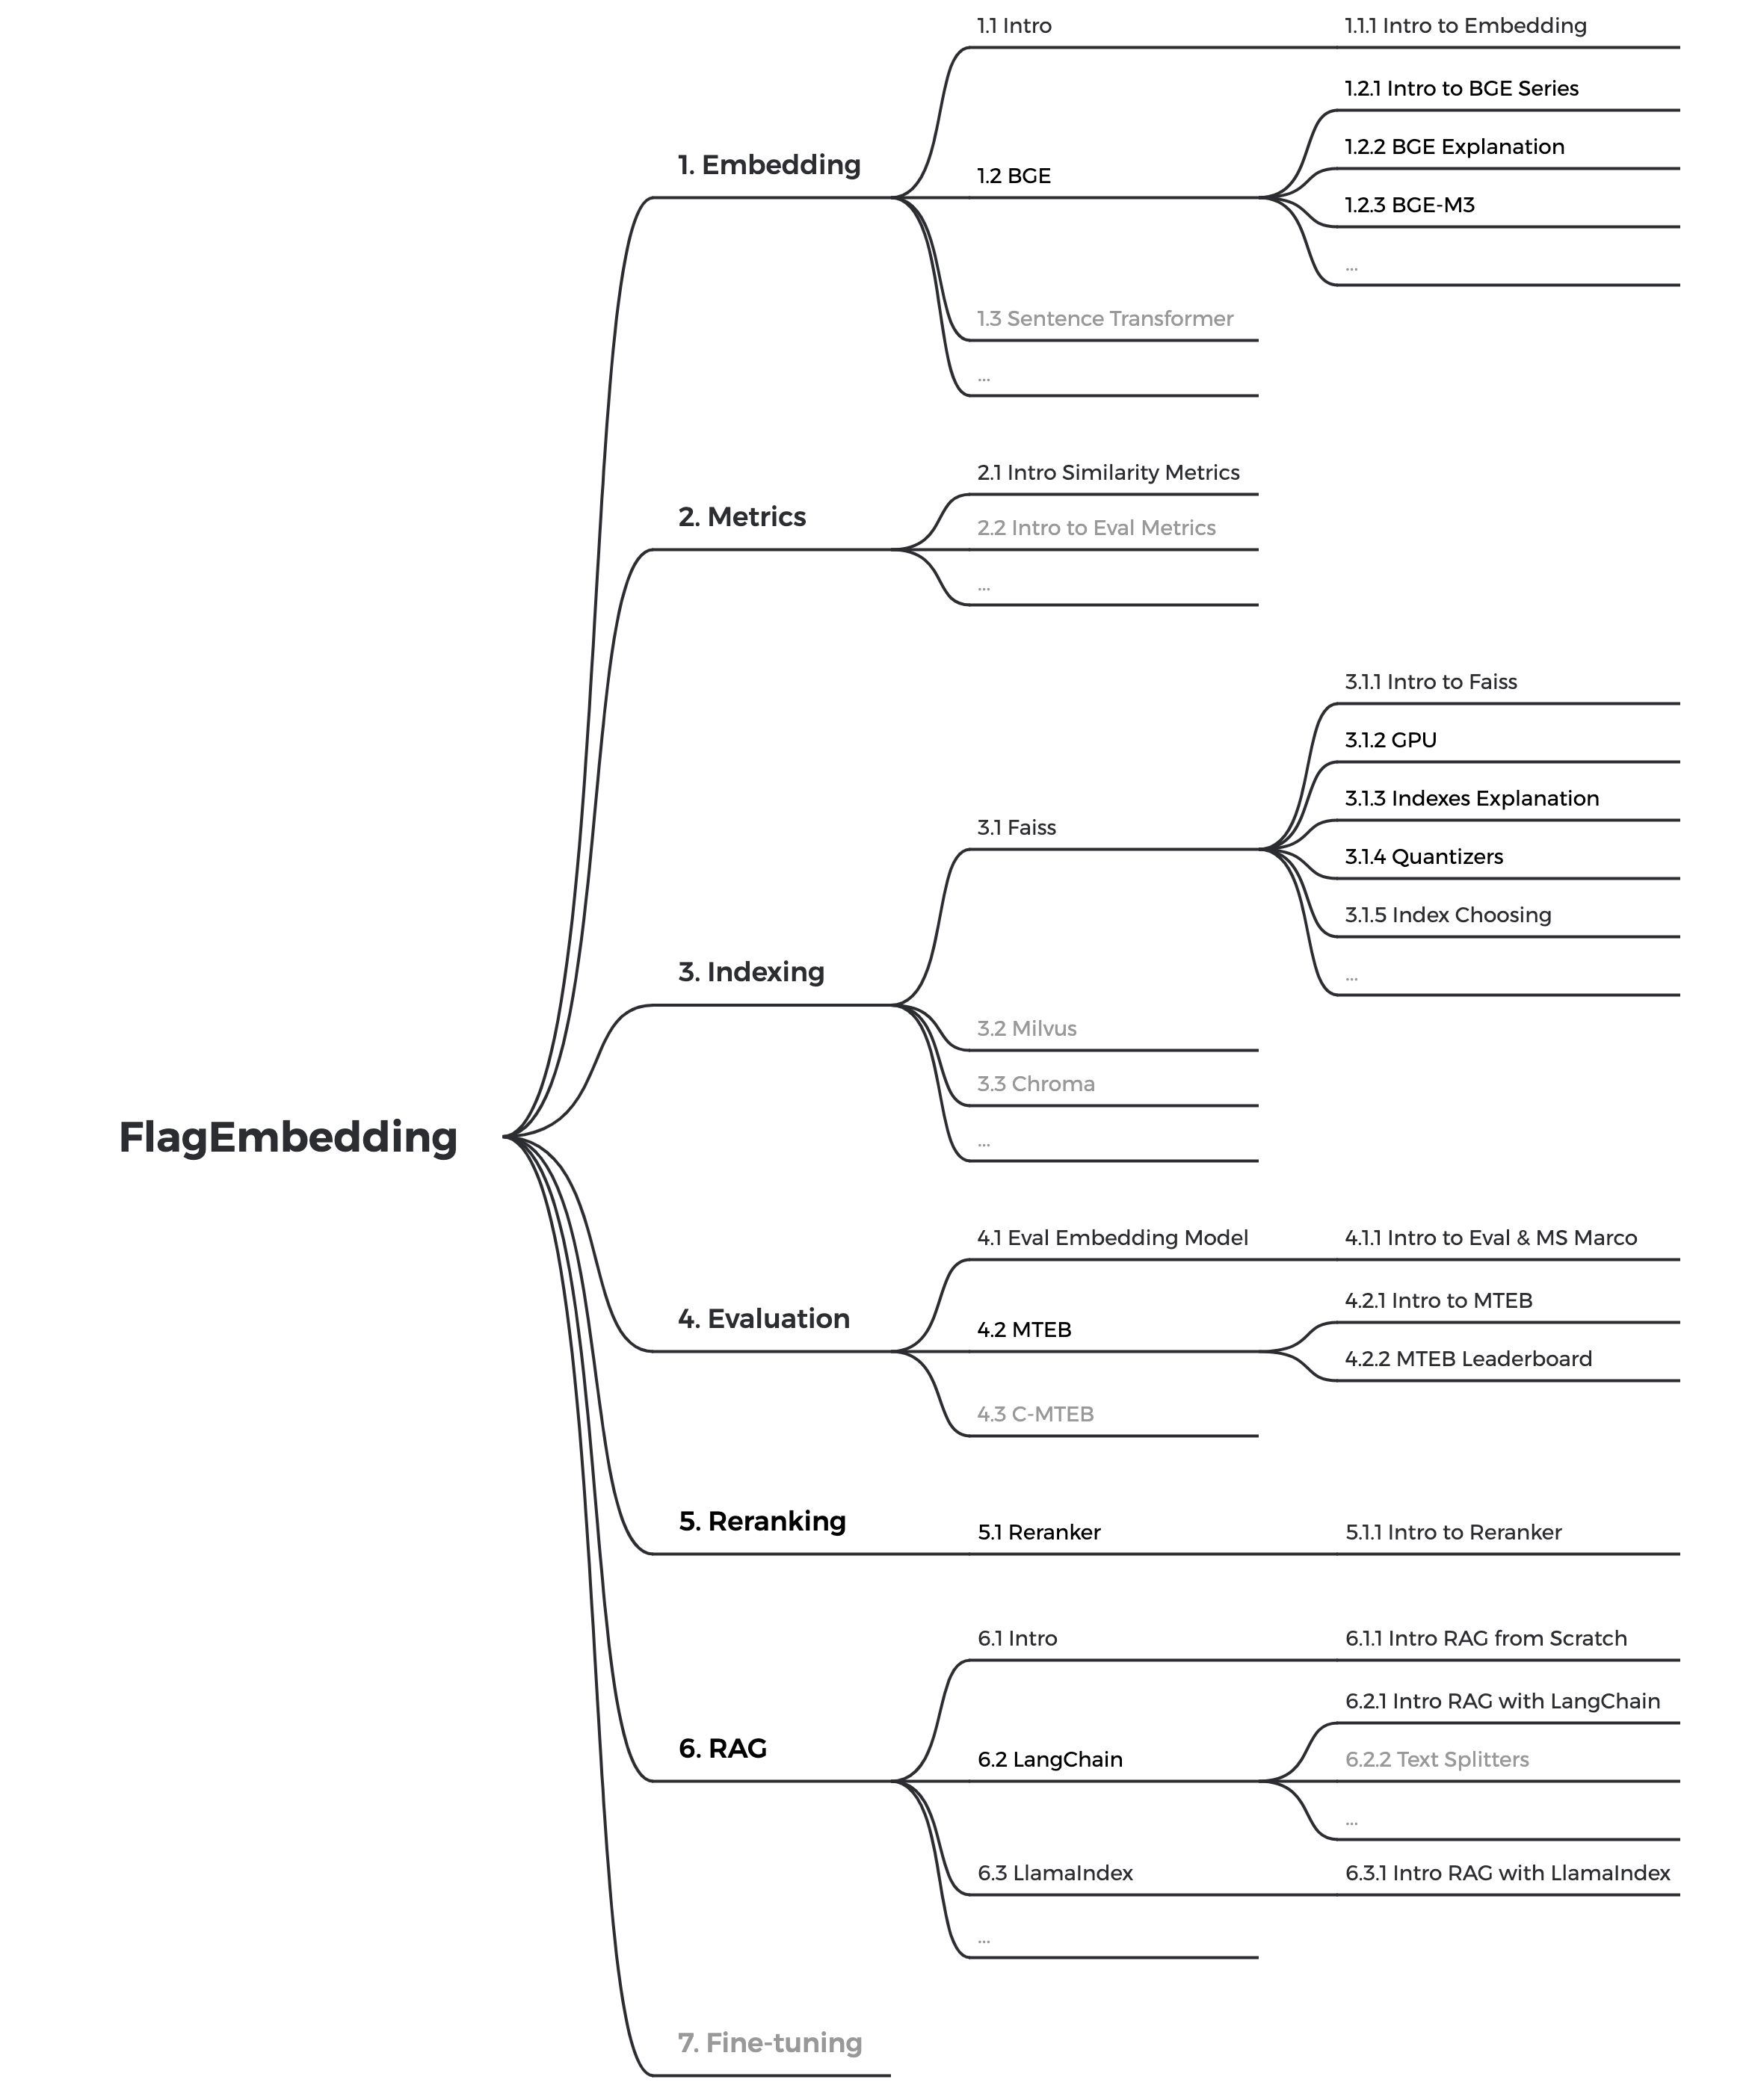 FlagEmbedding
1. Embedding
1.1 Intro
1.1.1 Intro to Embedding
1.2 BGE
1.2.1 Intro to BGE Series
1.2.2 BGE Explanation
1.2.3 BGE-M3
...
1.3 Sentence Transformer
...
2. Metrics
2.1 Intro Similarity Metrics
2.2 Intro to Eval Metrics
...
3. Indexing
3.1 Faiss
3.1.1 Intro to Faiss
3.1.2 GPU
3.1.3 Indexes Explanation
3.1.4 Quantizers
3.1.5 Index Choosing
...
3.2 Milvus
3.3 Chroma
...
4. Evaluation
4.1 Eval Embedding Model
4.1.1 Intro to Eval & MS Marco
4.2 MTEB
4.2.1 Intro to MTEB
4.2.2 MTEB Leaderboard
4.3 C-MTEB
5. Reranking
5.1 Reranker
5.1.1 Intro to Reranker
6. RAG
6.1 Intro
6.1.1 Intro RAG from Scratch
6.2 LangChain
6.2.1 Intro RAG with LangChain
6.2.2 Text Splitters
...
6.3 LlamaIndex
6.3.1 Intro RAG with LlamaIndex
...
7. Fine-tuning